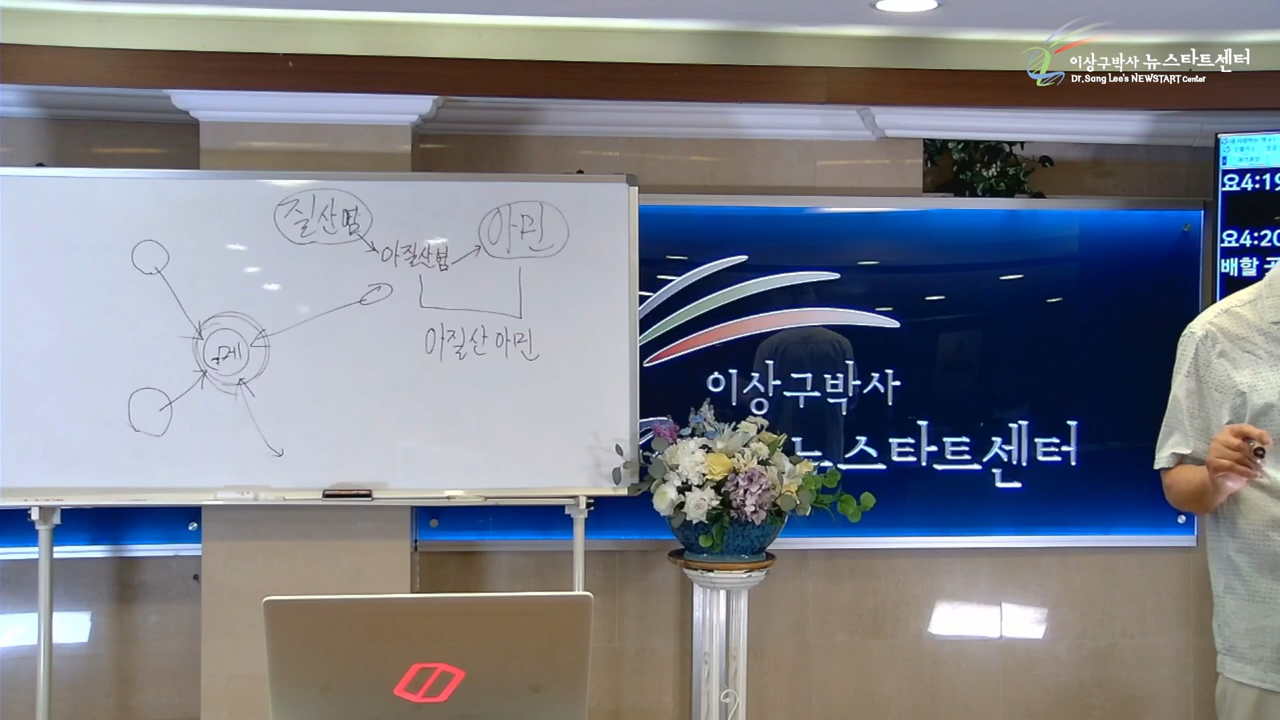 이상구박사 뉴스타트센터
Dr. Sang Lee's NEWSTART Center
질산염
아질산염
아민
아질산 아민
이상구박사
뉴스타트센터
요4:19
요4:20
배할